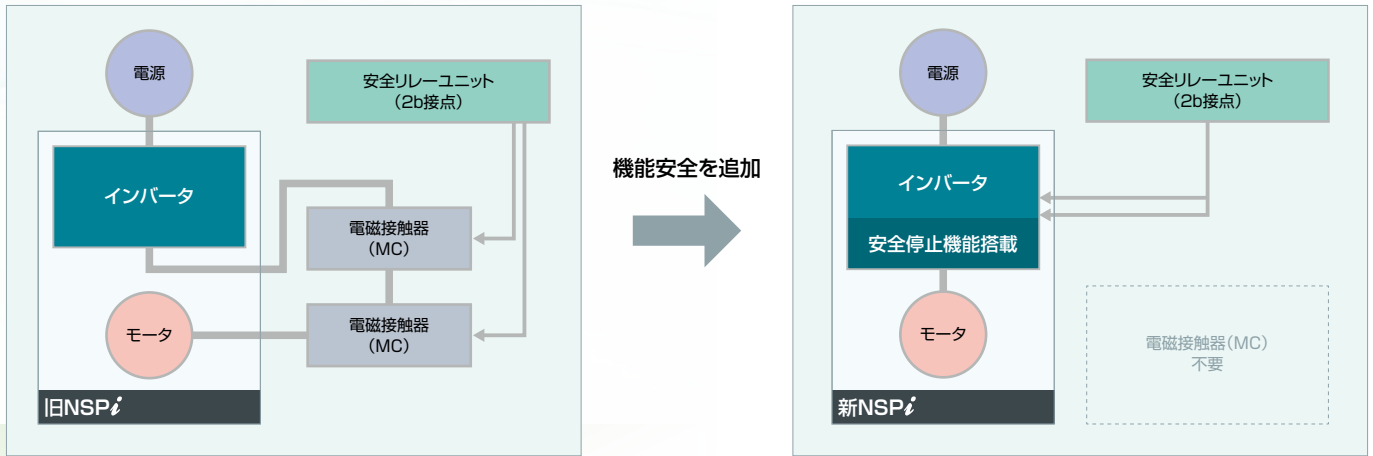 電源
安全リレーユニット
（2b接点）
インバータ
電磁接触器
（MC）
電磁接触器
（MC）
モータ
旧NSPi
機能安全を追加
電源
安全リレーユニット
（2b接点）
インバータ
安全停止機能搭載
モータ
電磁接触器（MC）
不要
新NSPi